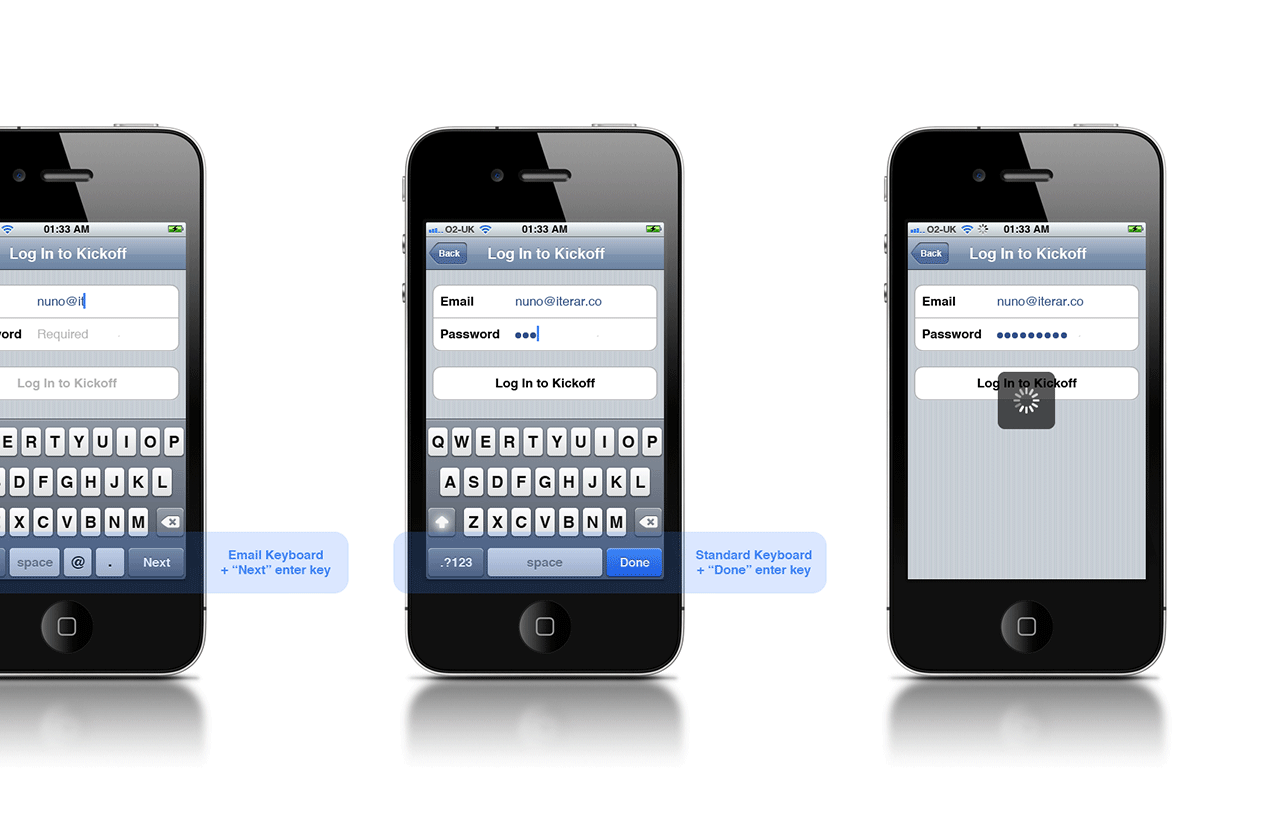 01:33 AM
Log In to Kickoff
nuno@it
ord Required
Log In to Kickoff
E R T Y U I O P
D F G H J K L
X C V B N M
space @ . Next
Email Keyboard
+ “Next” enter key
O2-UK 01:33 AM
Back Log In to Kickoff
Email nuno@iterar.co
Password
Log In to Kickoff
Q W E R T Y U I O P
A S D F G H J K L
Z X C V B N M
.?123 space Done
Standard Keyboard
+ “Done” enter key
O2-UK 01:33 AM
Back Log In to Kickoff
Email nuno@iterar.co
Password
Log In to Kickoff